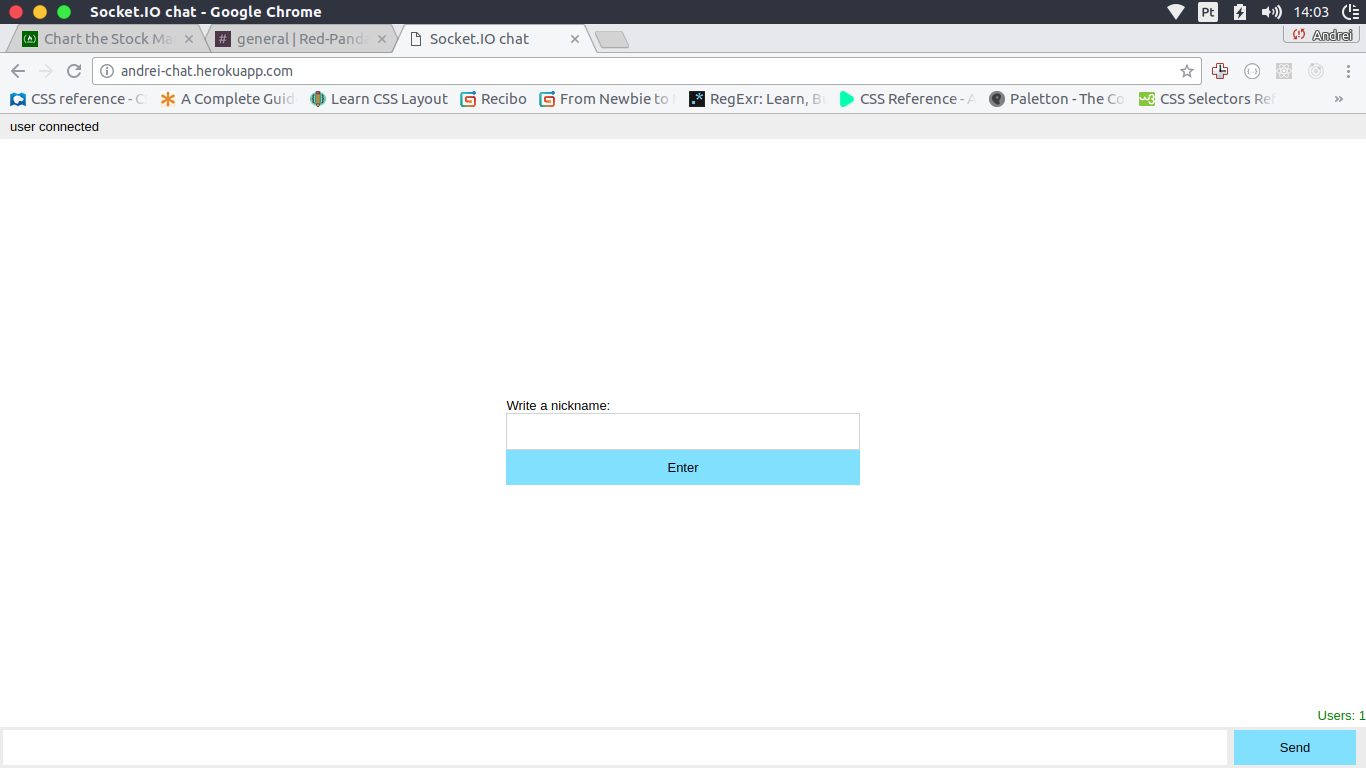 Socket.IO chat - Google Chrome
Pt
14:03
Chart the Stock Ma
# general | Red-Panda
Socket.IO chat
Andrei
andrei-chat.herokuapp.com
CSS reference - C
A Complete Guid
Learn CSS Layout
Recibo
From Newbie to
RegExr: Learn, B
CSS Reference - A
Paletton - The Co
CSS Selectors Ref
»
user connected
Write a nickname:
Enter
Users: 1
Send